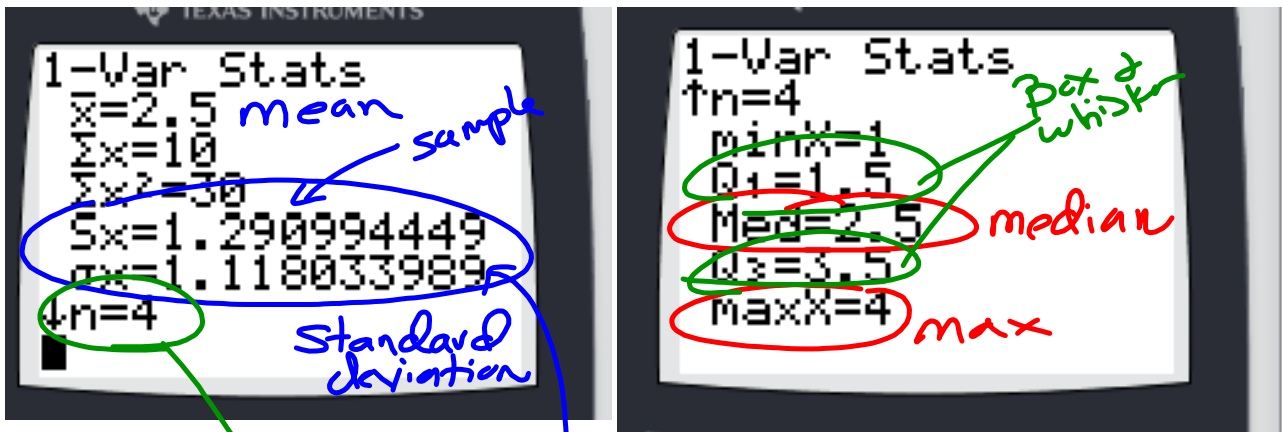 TEXAS INSTRUMENTS
1-Var Stats
x̄=2.5 mean
Σx=10 sample
Σx²=30
Sx=1.290994449
σx=1.118033989
↓n=4
Standard
deviation
1-Var Stats
↑n=4
Box &
whisker
minX=1
Q₁=1.5
Med=2.5 median
Q₃=3.5
maxX=4 max